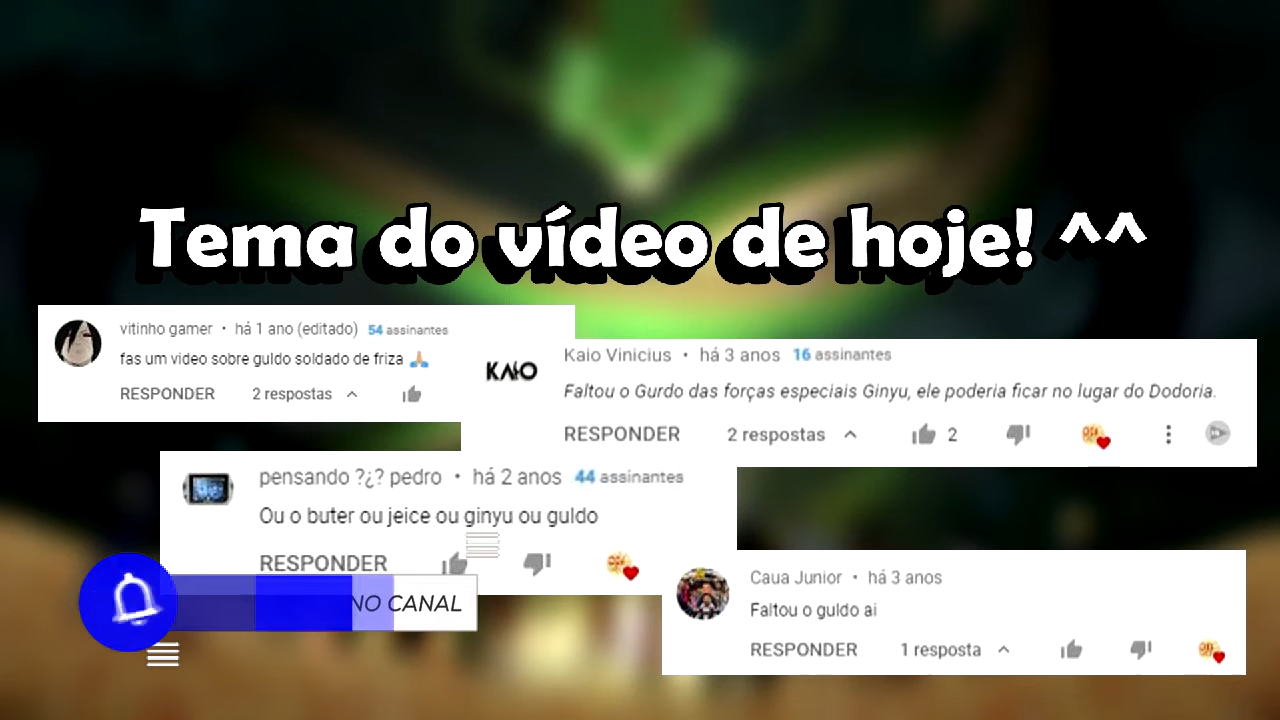 Tema do vídeo de hoje! ^^
vitinho gamer • há 1 ano (editado) 54 assinantes
fas um video sobre guldo soldado de friza 🙏
RESPONDER 2 respostas
KAIO
Kaio Vinicius • há 3 anos 16 assinantes
Faltou o Gurdo das forças especiais Ginyu, ele poderia ficar no lugar do Dodoria.
RESPONDER 2 respostas 2
pensando ?¿? pedro • há 2 anos 44 assinantes
Ou o buter ou jeice ou ginyu ou guldo
RESPONDER
NO CANAL
Caua Junior • há 3 anos
Faltou o guldo ai
RESPONDER 1 resposta